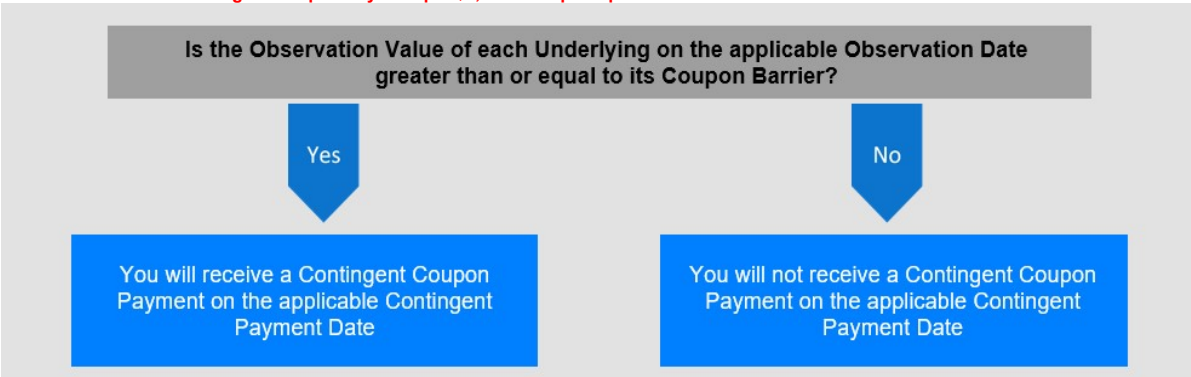 Is the Observation Value of each Underlying on the applicable Observation Date
greater than or equal to its Coupon Barrier?
Yes
No
You will receive a Contingent Coupon
Payment on the applicable Contingent
Payment Date
You will not receive a Contingent Coupon
Payment on the applicable Contingent
Payment Date